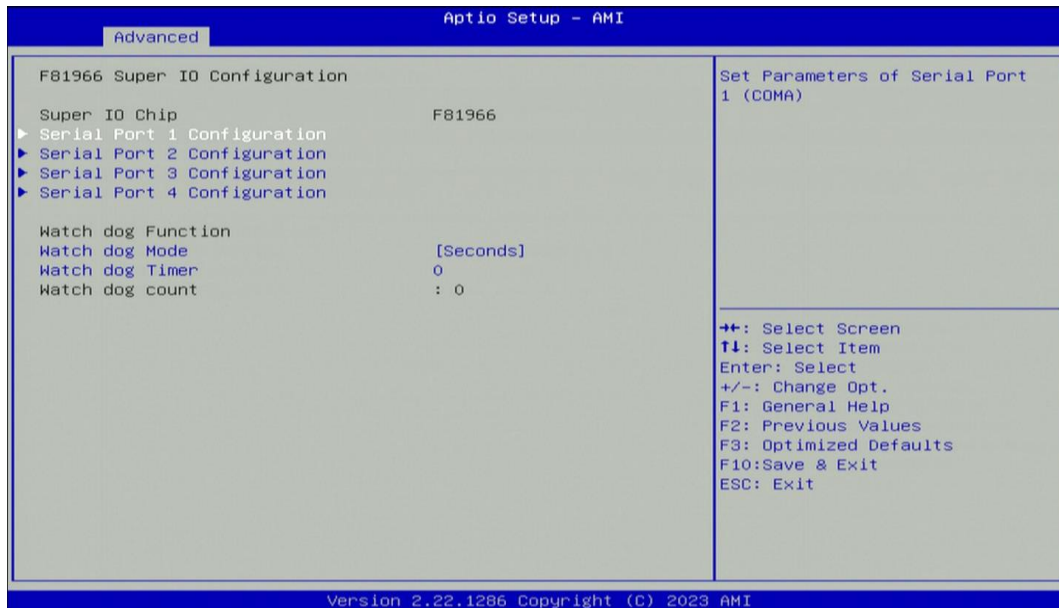 Aptio Setup – AMI
Advanced
F81966 Super IO Configuration
Super IO Chip F81966
▶ Serial Port 1 Configuration
▶ Serial Port 2 Configuration
▶ Serial Port 3 Configuration
▶ Serial Port 4 Configuration
Watch dog Function
Watch dog Mode [Seconds]
Watch dog Timer 0
Watch dog count : 0
Set Parameters of Serial Port
1 (COMA)
→←: Select Screen
↑↓: Select Item
Enter: Select
+/-: Change Opt.
F1: General Help
F2: Previous Values
F3: Optimized Defaults
F10:Save & Exit
ESC: Exit
Version 2.22.1286 Copyright (C) 2023 AMI